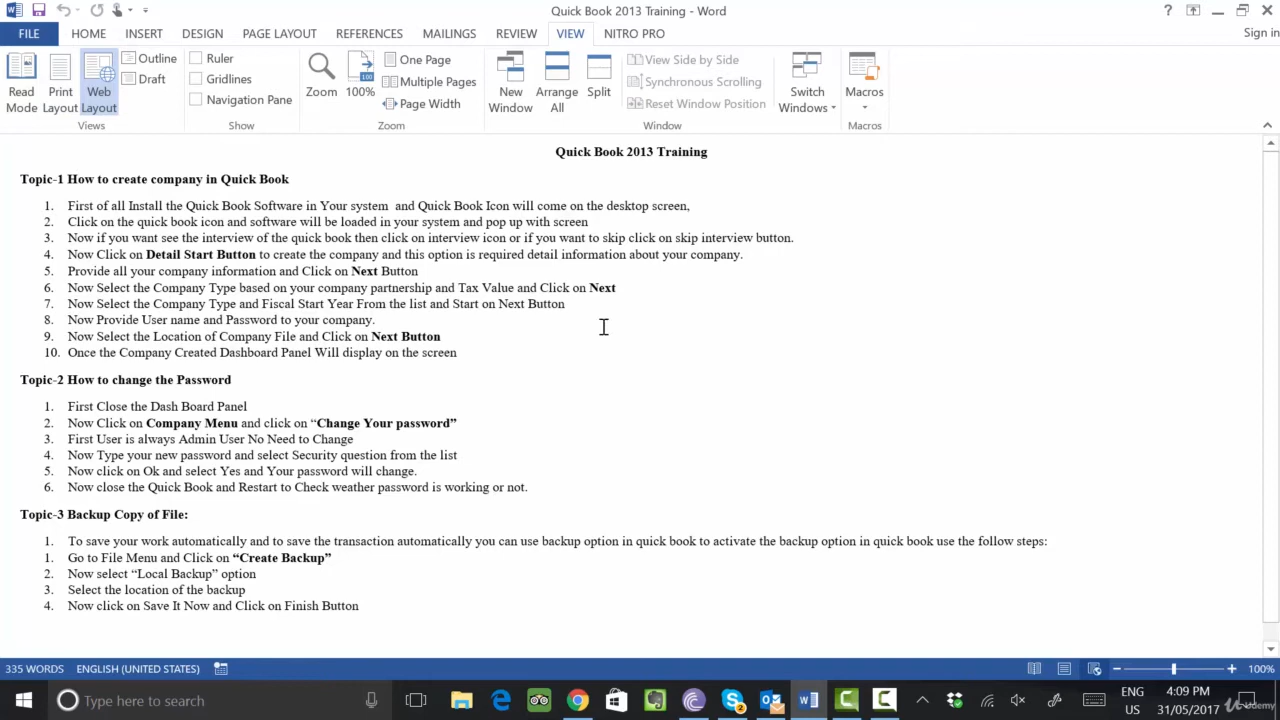 Quick Book 2013 Training - Word
? 
Sign in
FILE HOME INSERT DESIGN PAGE LAYOUT REFERENCES MAILINGS REVIEW VIEW NITRO PRO
Read Mode
Print Layout
Web Layout
Outline
Draft
Views
Ruler
Gridlines
Navigation Pane
Show
Zoom
100
100%
One Page
Multiple Pages
Page Width
Zoom
New Window
Arrange All
Split
View Side by Side
Synchronous Scrolling
Reset Window Position
Window
Switch Windows
Macros
Macros
Quick Book 2013 Training
Topic-1 How to create company in Quick Book
1. First of all Install the Quick Book Software in Your system and Quick Book Icon will come on the desktop screen,
2. Click on the quick book icon and software will be loaded in your system and pop up with screen
3. Now if you want see the interview of the quick book then click on interview icon or if you want to skip click on skip interview button.
4. Now Click on Detail Start Button to create the company and this option is required detail information about your company.
5. Provide all your company information and Click on Next Button
6. Now Select the Company Type based on your company partnership and Tax Value and Click on Next
7. Now Select the Company Type and Fiscal Start Year From the list and Start on Next Button
8. Now Provide User name and Password to your company.
9. Now Select the Location of Company File and Click on Next Button
10. Once the Company Created Dashboard Panel Will display on the screen
Topic-2 How to change the Password
1. First Close the Dash Board Panel
2. Now Click on Company Menu and click on “Change Your password”
3. First User is always Admin User No Need to Change
4. Now Type your new password and select Security question from the list
5. Now click on Ok and select Yes and Your password will change.
6. Now close the Quick Book and Restart to Check weather password is working or not.
Topic-3 Backup Copy of File:
1. To save your work automatically and to save the transaction automatically you can use backup option in quick book to activate the backup option in quick book use the follow steps:
1. Go to File Menu and Click on “Create Backup”
2. Now select “Local Backup” option
3. Select the location of the backup
4. Now click on Save It Now and Click on Finish Button
335 WORDS ENGLISH (UNITED STATES)
100%
Type here to search
ENG
US
4:09 PM
31/05/2017
Udemy